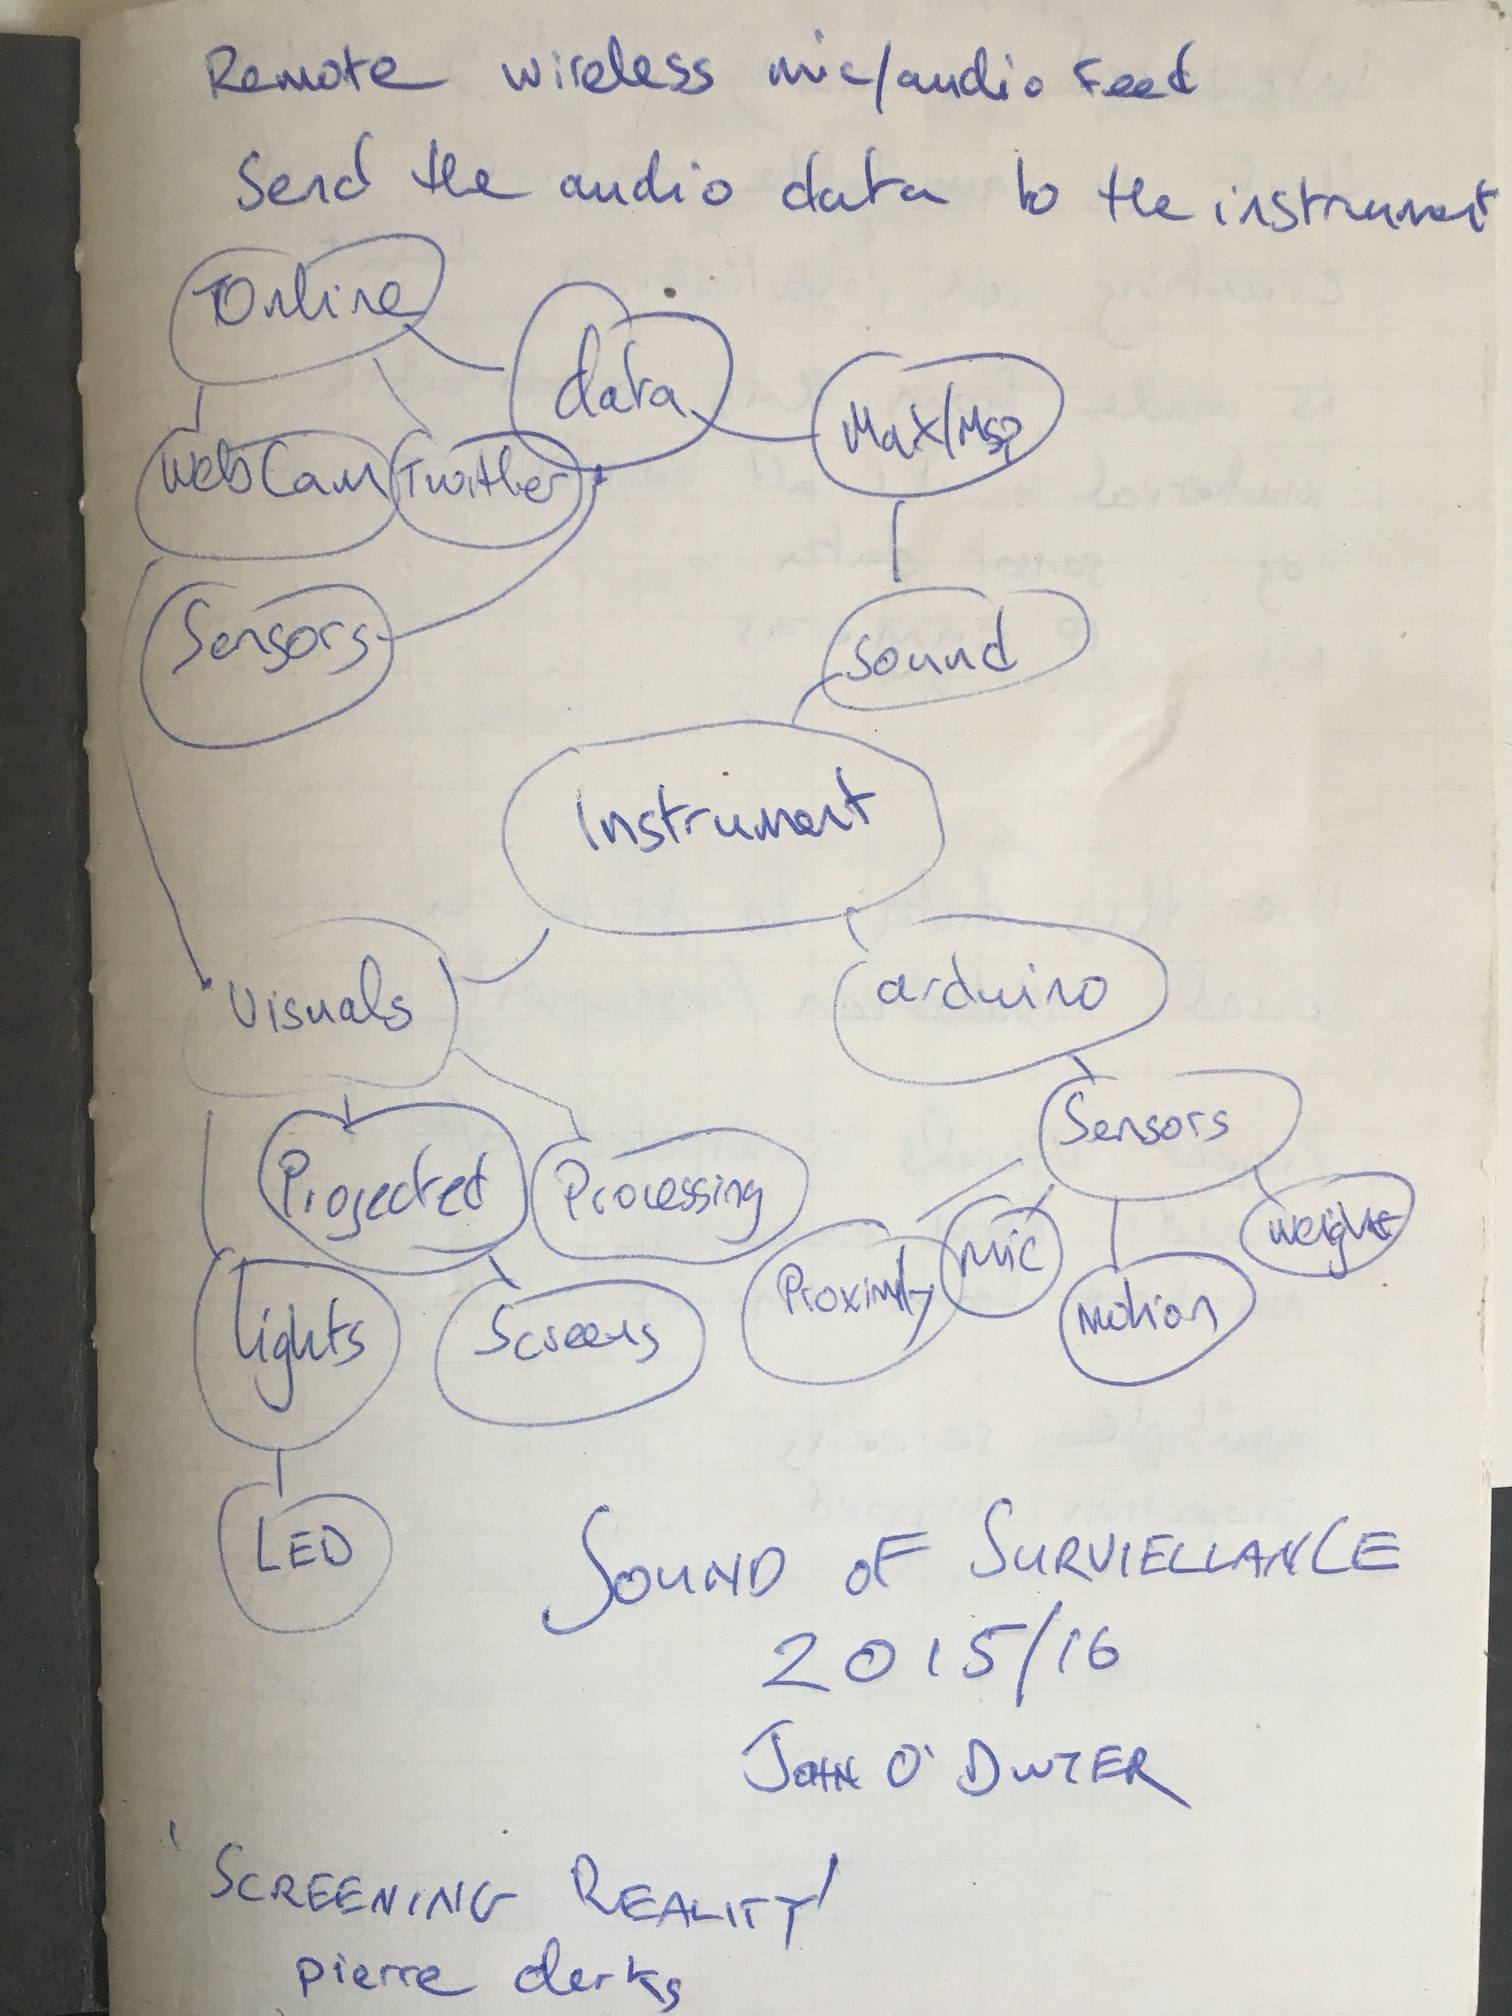 Remote wireless mic/audio feed
Send the audio data to the instrument
Online
data
Max/Msp
WebCam
Twitter
Sensors
Sound
Instrument
Visuals
arduino
Sensors
Projected
Processing
Weight
Proximity
Mic
Motion
Lights
Screens
LED
SOUND OF SURVIELLANCE
2015/16
JOHN O'DWYER
'SCREENING REALITY'
pierre derks